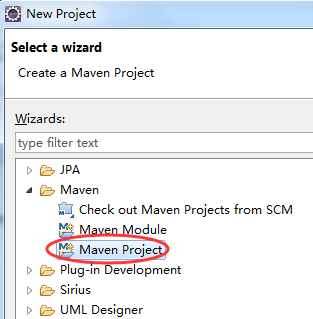 New Project
Select a wizard
Create a Maven Project
Wizards:
type filter text
JPA
Maven
Check out Maven Projects from SCM
Maven Module
Maven Project
Plug-in Development
Sirius
UML Designer